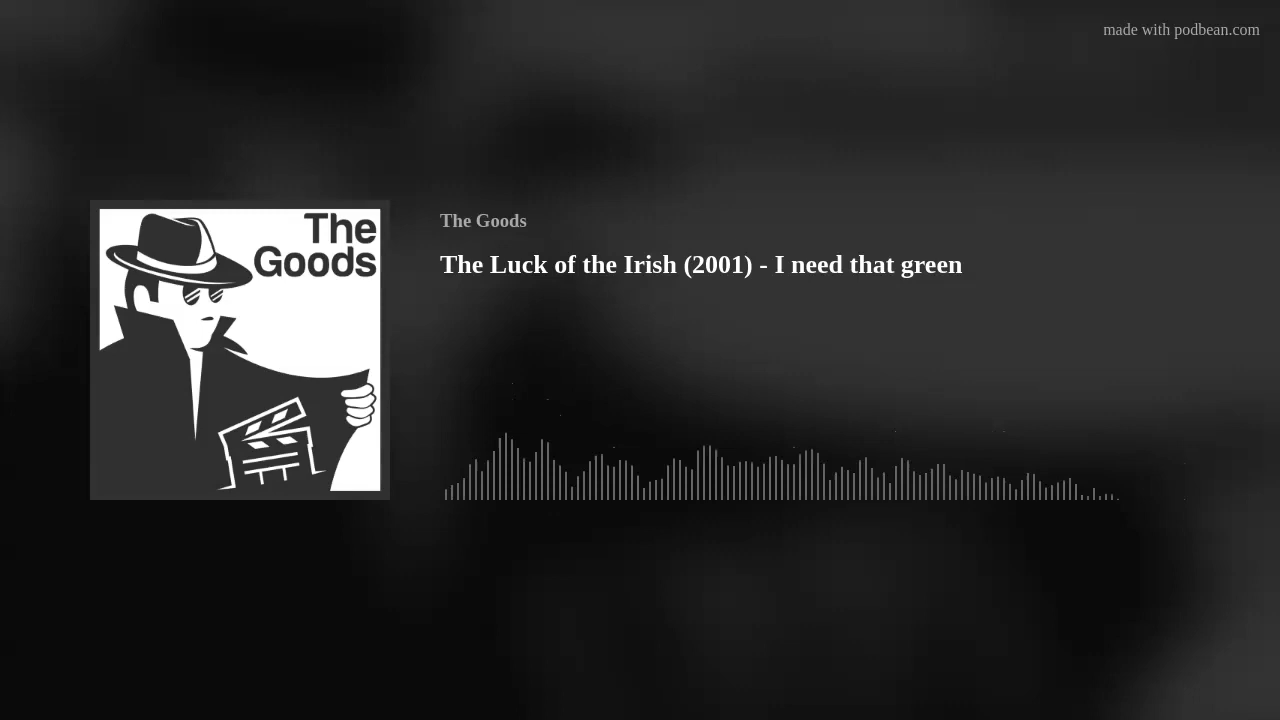 made with podbean.com
The
Goods
The Goods
The Luck of the Irish (2001) - I need that green